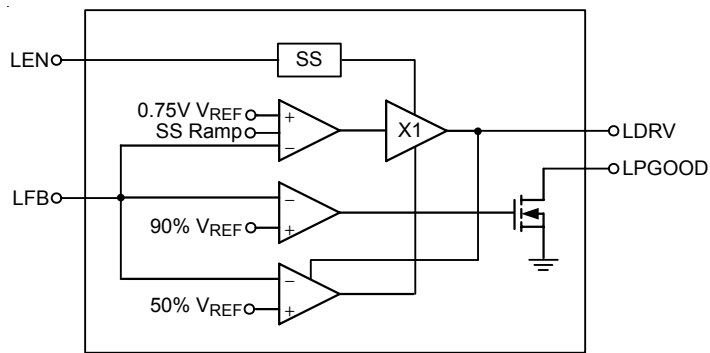 LEN
SS
0.75V VREF
SS Ramp
+
−
X1
LDRV
LPGOOD
LFB
−
90% VREF
+
−
50% VREF
+